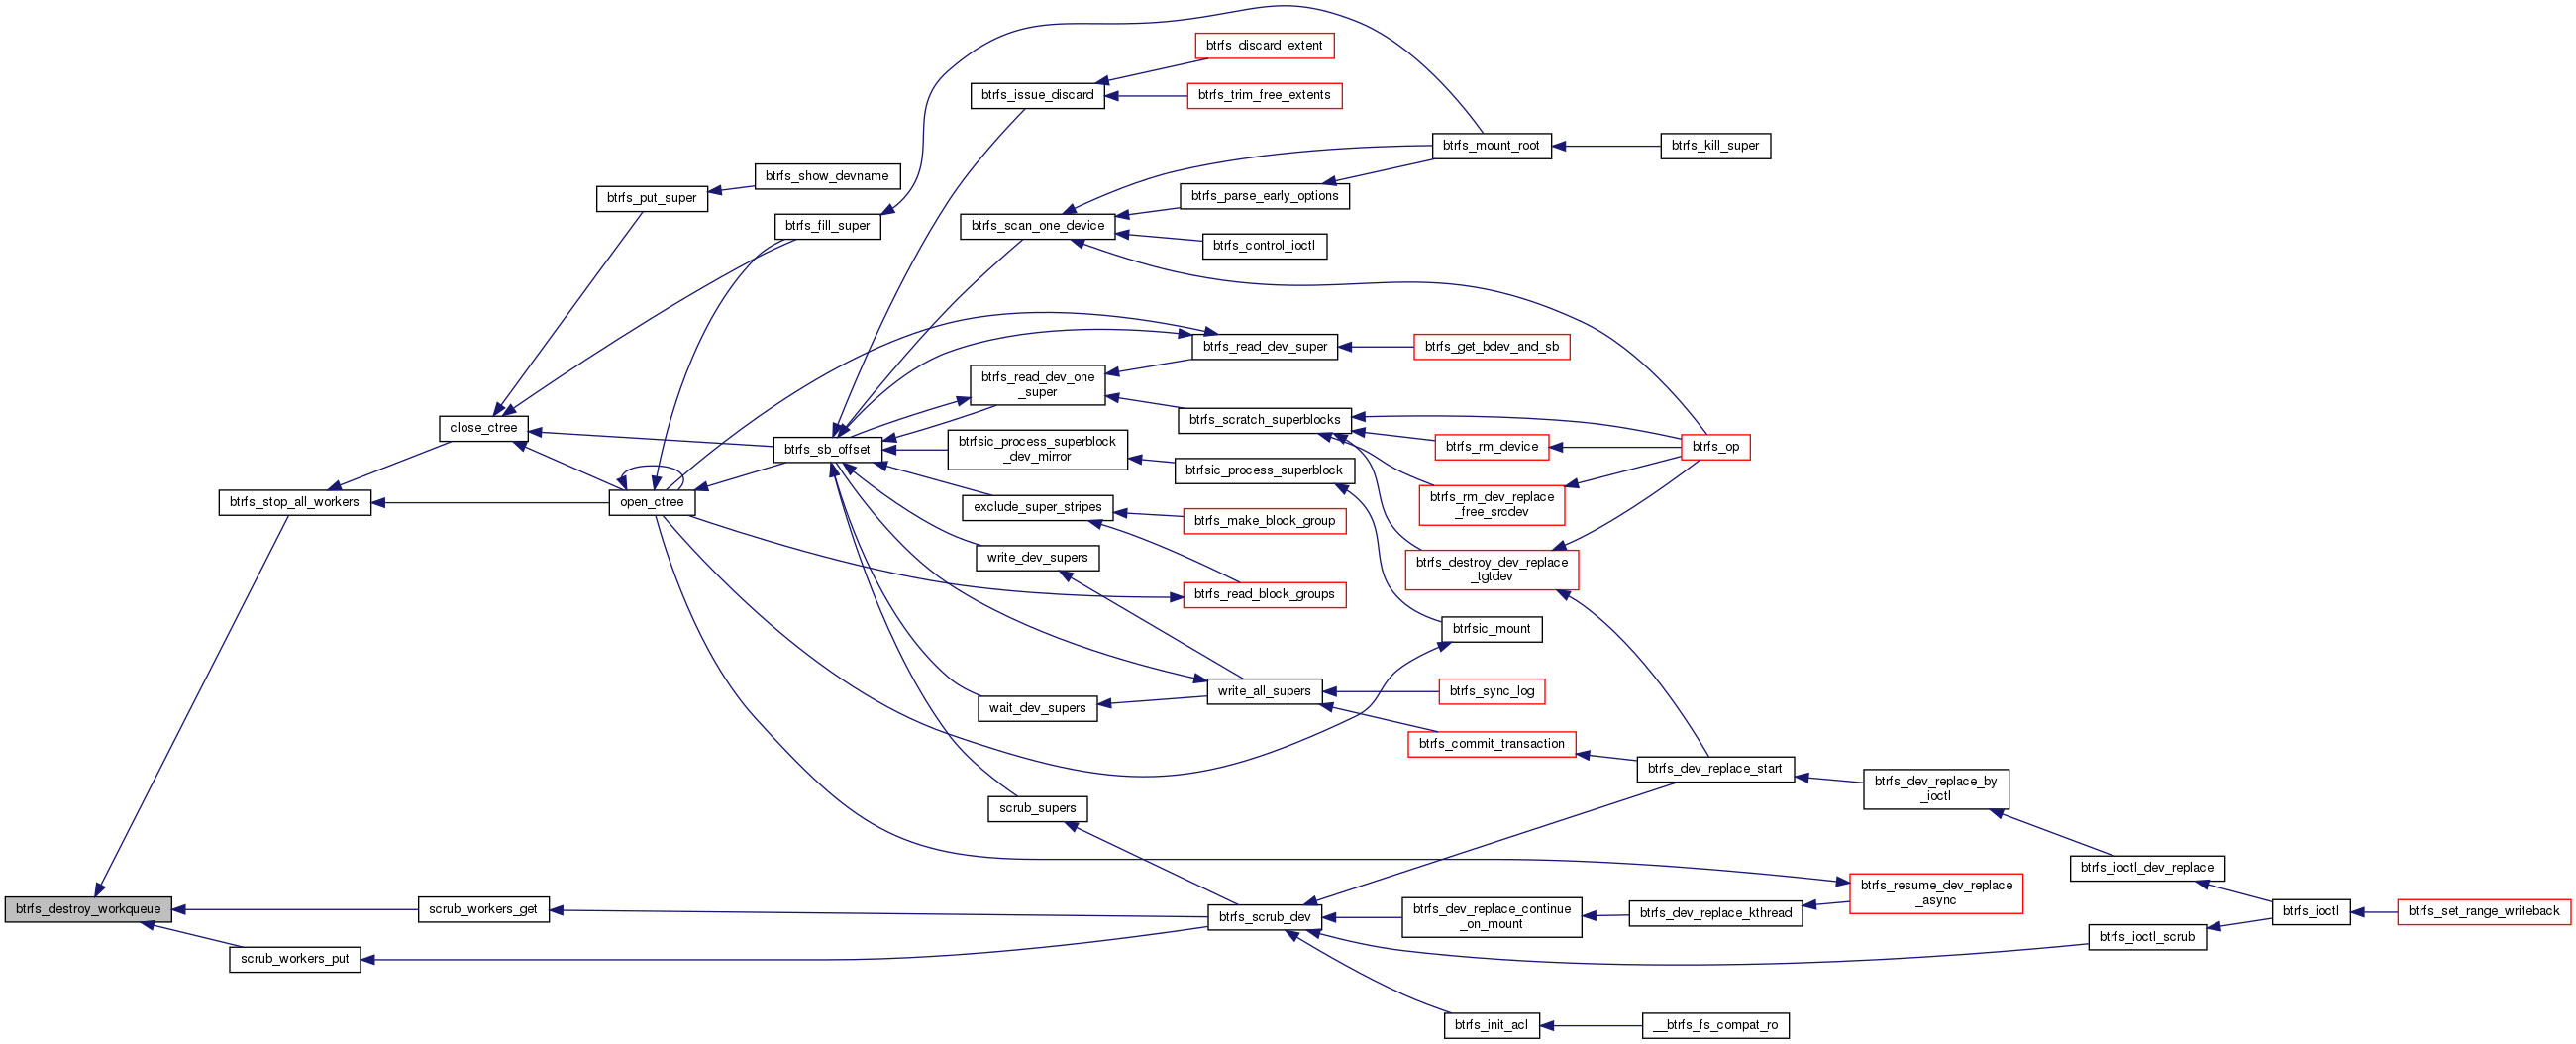 btrfs_discard_extent
btrfs_issue_discard
btrfs_trim_free_extents
btrfs_mount_root
btrfs_kill_super
btrfs_show_devname
btrfs_put_super
btrfs_parse_early_options
btrfs_fill_super
btrfs_scan_one_device
btrfs_control_ioctl
btrfs_read_dev_super
btrfs_get_bdev_and_sb
btrfs_read_dev_one
_super
btrfs_scratch_superblocks
close_ctree
btrfs_sb_offset
btrfsic_process_superblock
_dev_mirror
btrfs_rm_device
btrfs_op
btrfsic_process_superblock
btrfs_stop_all_workers
open_ctree
exclude_super_stripes
btrfs_rm_dev_replace
_free_srcdev
btrfs_make_block_group
write_dev_supers
btrfs_destroy_dev_replace
_tgtdev
btrfs_read_block_groups
btrfsic_mount
write_all_supers
btrfs_sync_log
wait_dev_supers
btrfs_commit_transaction
btrfs_dev_replace_start
btrfs_dev_replace_by
_ioctl
scrub_supers
btrfs_ioctl_dev_replace
btrfs_resume_dev_replace
_async
btrfs_destroy_workqueue
scrub_workers_get
btrfs_scrub_dev
btrfs_dev_replace_continue
_on_mount
btrfs_dev_replace_kthread
btrfs_ioctl
btrfs_set_range_writeback
btrfs_ioctl_scrub
scrub_workers_put
btrfs_init_acl
__btrfs_fs_compat_ro